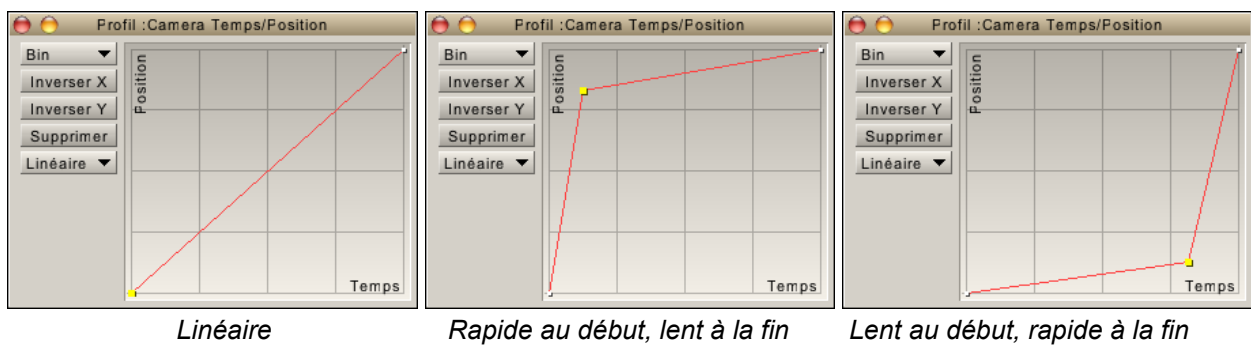 Profil :Camera Temps/Position
Bin
Inverser X
Inverser Y
Supprimer
Linéaire
Position
Temps
Linéaire
Profil :Camera Temps/Position
Bin
Inverser X
Inverser Y
Supprimer
Linéaire
Position
Temps
Rapide au début, lent à la fin
Profil :Camera Temps/Position
Bin
Inverser X
Inverser Y
Supprimer
Linéaire
Position
Temps
Lent au début, rapide à la fin